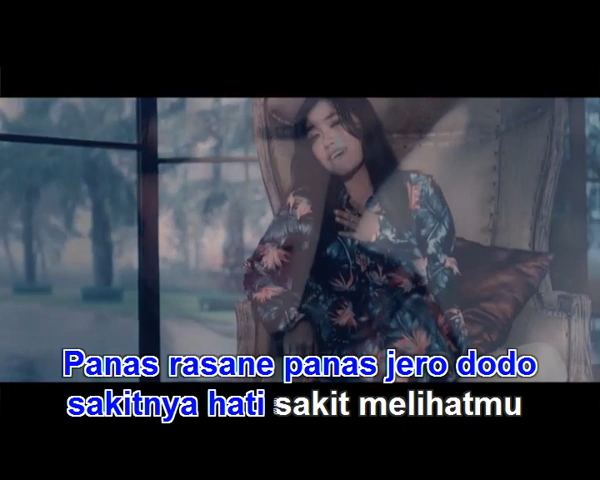 Panas rasane panas jero dodo
sakitnya hati sakit melihatmu